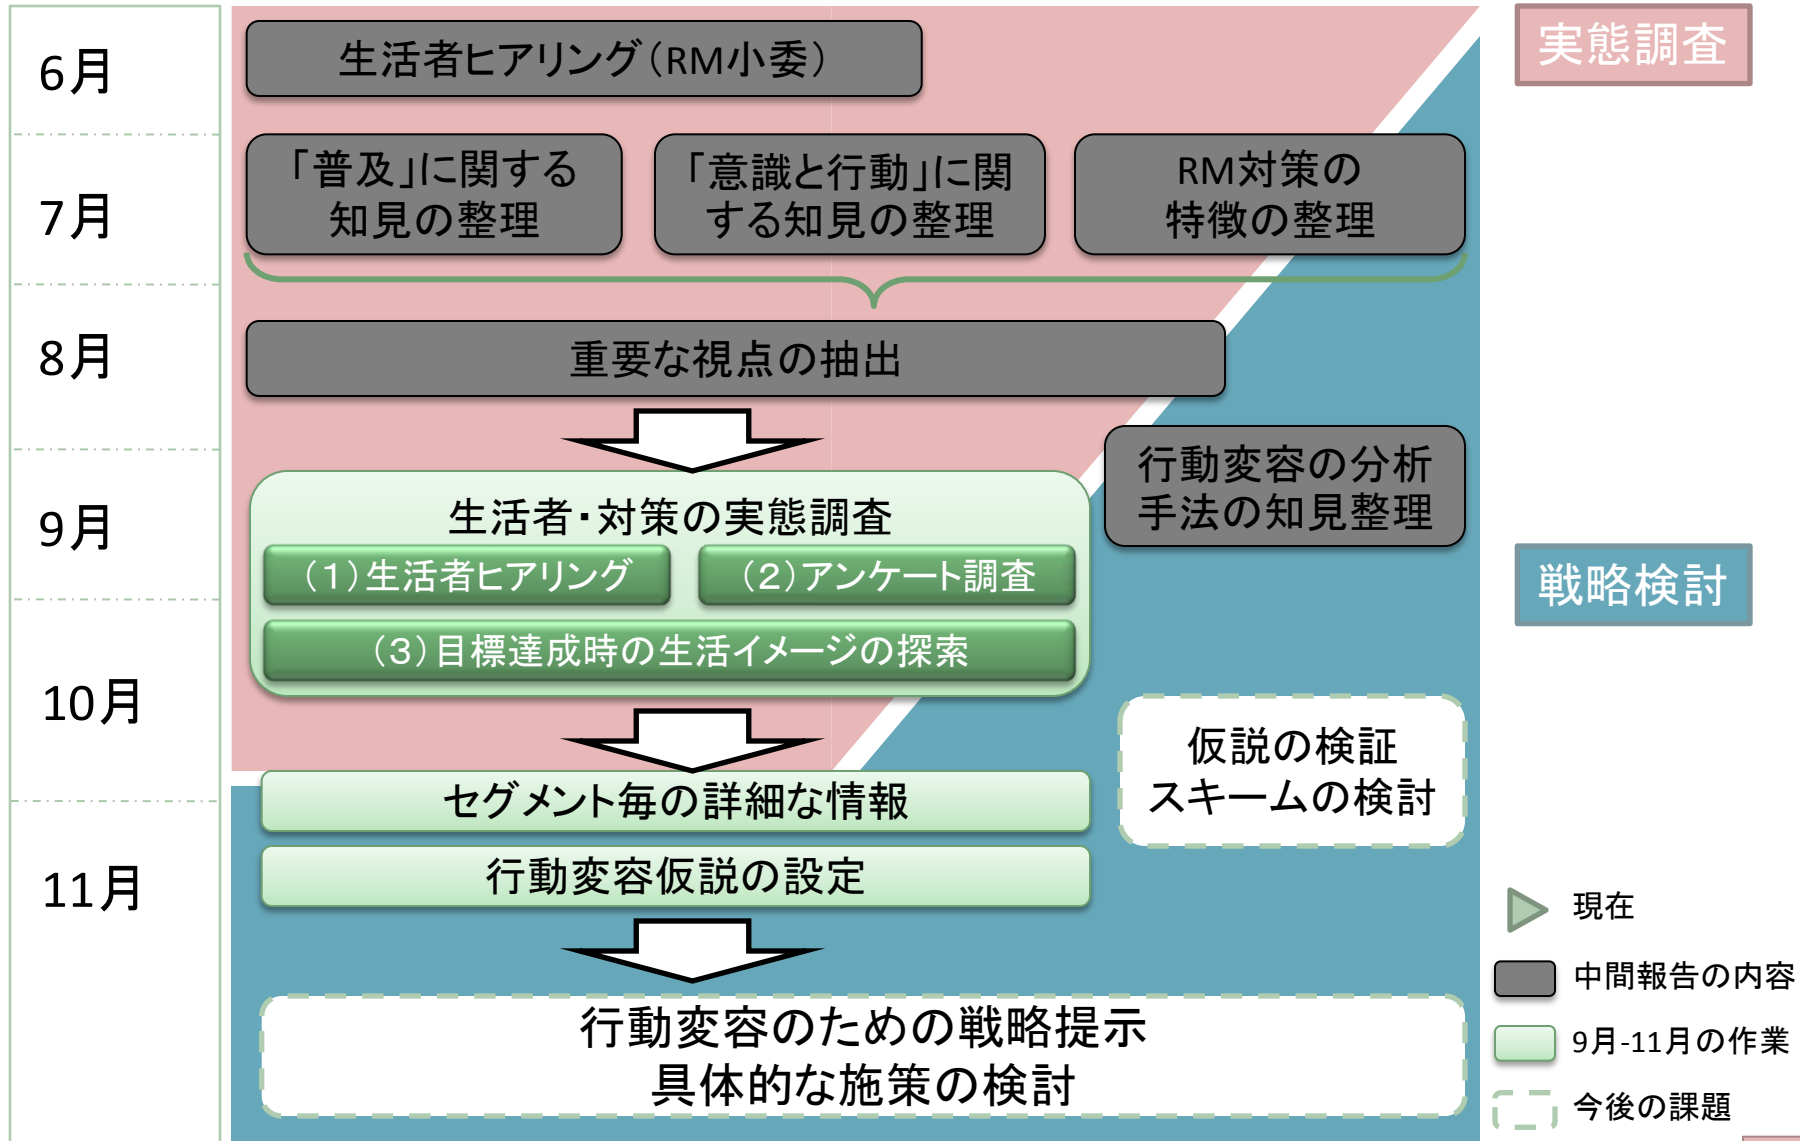 6月
7月
8月
9月
10月
11月
生活者ヒアリング（RM小委）
「普及」に関する
知見の整理
「意識と行動」に関
する知見の整理
RM対策の
特徴の整理
重要な視点の抽出
行動変容の分析
手法の知見整理
生活者・対策の実態調査
（１）生活者ヒアリング
（２）アンケート調査
（３）目標達成時の生活イメージの探索
仮説の検証
スキームの検討
セグメント毎の詳細な情報
行動変容仮説の設定
行動変容のための戦略提示
具体的な施策の検討
実態調査
戦略検討
現在
中間報告の内容
9月-11月の作業
今後の課題